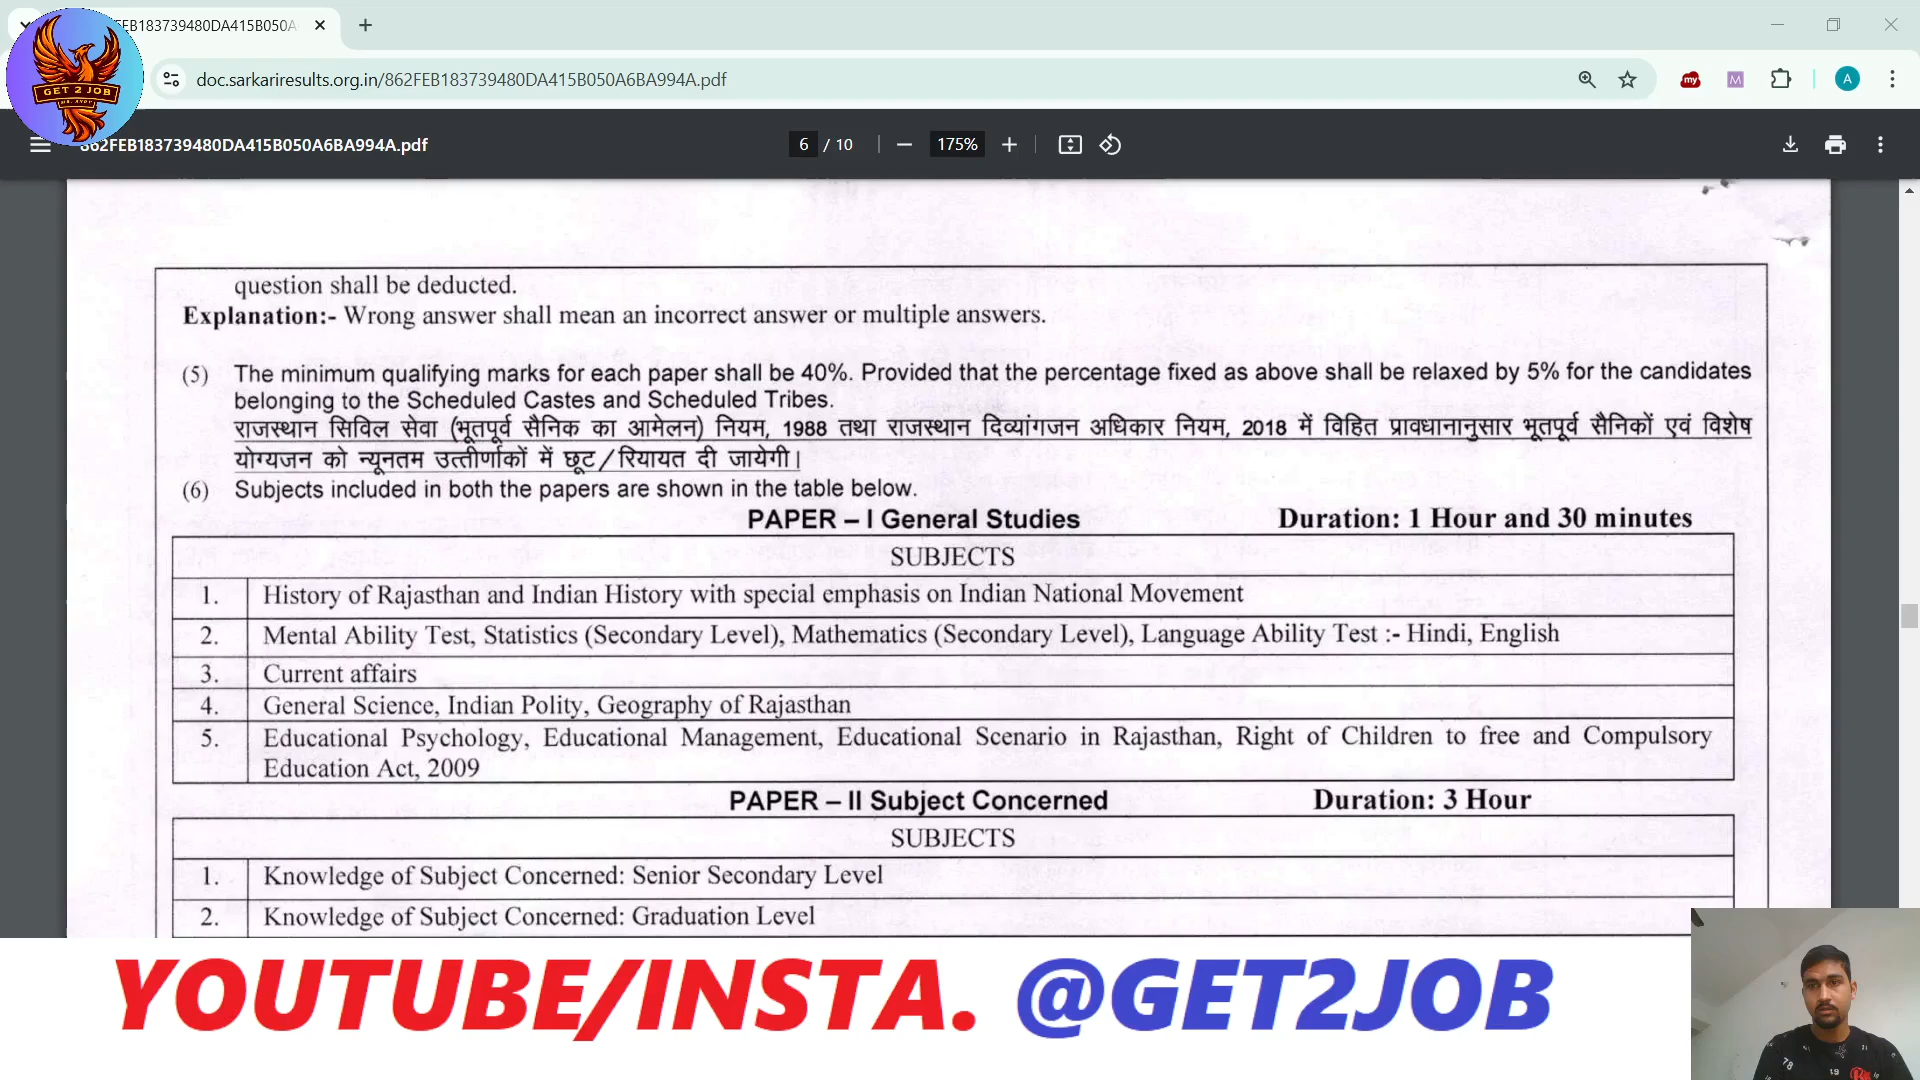 FEB183739480DA415B050A
doc.sarkariresults.org.in/862FEB183739480DA415B050A6BA994A.pdf
A
GET 2 JOB
MR. ANDY
862FEB183739480DA415B050A6BA994A.pdf
6 / 10
175%
question shall be deducted.
Explanation:- Wrong answer shall mean an incorrect answer or multiple answers.
(5) The minimum qualifying marks for each paper shall be 40%. Provided that the percentage fixed as above shall be relaxed by 5% for the candidates
belonging to the Scheduled Castes and Scheduled Tribes.
राजस्थान सिविल सेवा (भूतपूर्व सैनिक का आमेलन) नियम, 1988 तथा राजस्थान दिव्यांगजन अधिकार नियम, 2018 में विहित प्रावधानानुसार भूतपूर्व सैनिकों एवं विशेष
योग्यजन को न्यूनतम उत्तीर्णाकों में छूट/रियायत दी जायेगी।
(6) Subjects included in both the papers are shown in the table below.
PAPER – I General Studies Duration: 1 Hour and 30 minutes
SUBJECTS
1. History of Rajasthan and Indian History with special emphasis on Indian National Movement
2. Mental Ability Test, Statistics (Secondary Level), Mathematics (Secondary Level), Language Ability Test :- Hindi, English
3. Current affairs
4. General Science, Indian Polity, Geography of Rajasthan
5. Educational Psychology, Educational Management, Educational Scenario in Rajasthan, Right of Children to free and Compulsory
Education Act, 2009
PAPER – II Subject Concerned Duration: 3 Hour
SUBJECTS
1. Knowledge of Subject Concerned: Senior Secondary Level
2. Knowledge of Subject Concerned: Graduation Level
YOUTUBE/INSTA. @GET2JOB